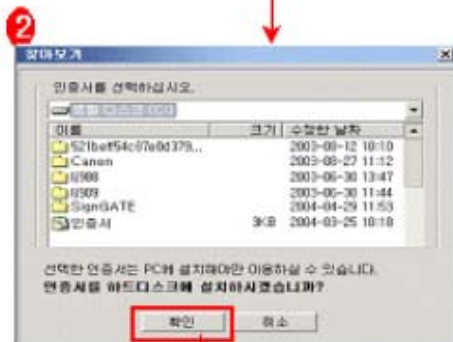 2
찾아보기
인증서를 선택하십시오.
로컬 디스크 (C:)
이름 크기 수정한 날짜
2003-08-12 10:10
Canon 2003-08-27 11:12
2003-06-30 13:47
2003-06-30 11:44
SignGATE 2004-04-29 11:53
인증서 3KB 2004-03-25 10:18
선택한 인증서는 PC에 설치해야만 이용하실 수 있습니다.
인증서를 하드디스크에 설치하시겠습니까?
확인 취소